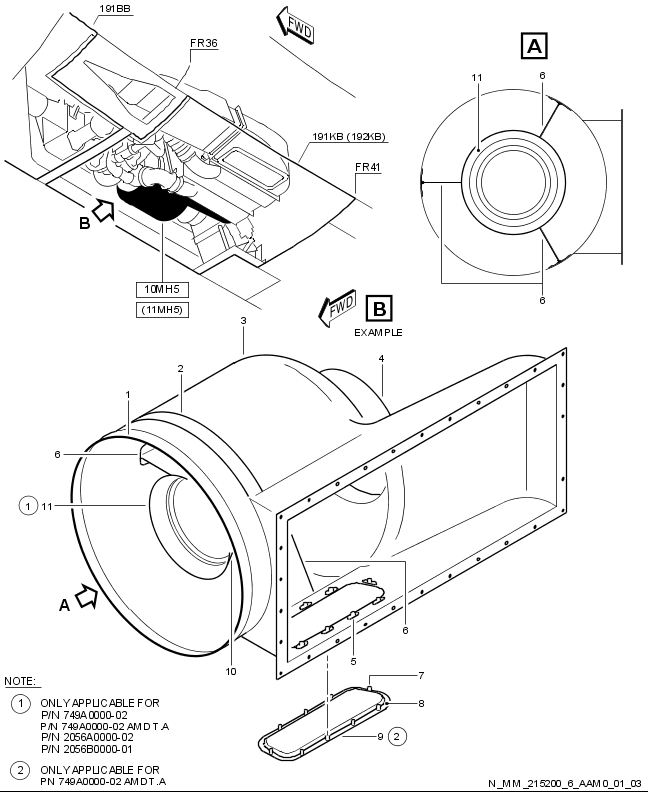 191BB
FWD
FR36
A
11
6
191KB (192KB)
FR41
B
10MH5
(11MH5)
6
FWD
B
EXAMPLE
3
4
2
1
6
1 11
A
10
5
6
7
8
9 2
NOTE:
1 ONLY APPLICABLE FOR
P/N 749A0000-02
P/N 749A0000-02 AMDT.A
P/N 2056A0000-02
P/N 2056B0000-01
2 ONLY APPLICABLE FOR
PN 749A0000-02 AMDT.A
N_MM_215200_6_AAM0_01_03